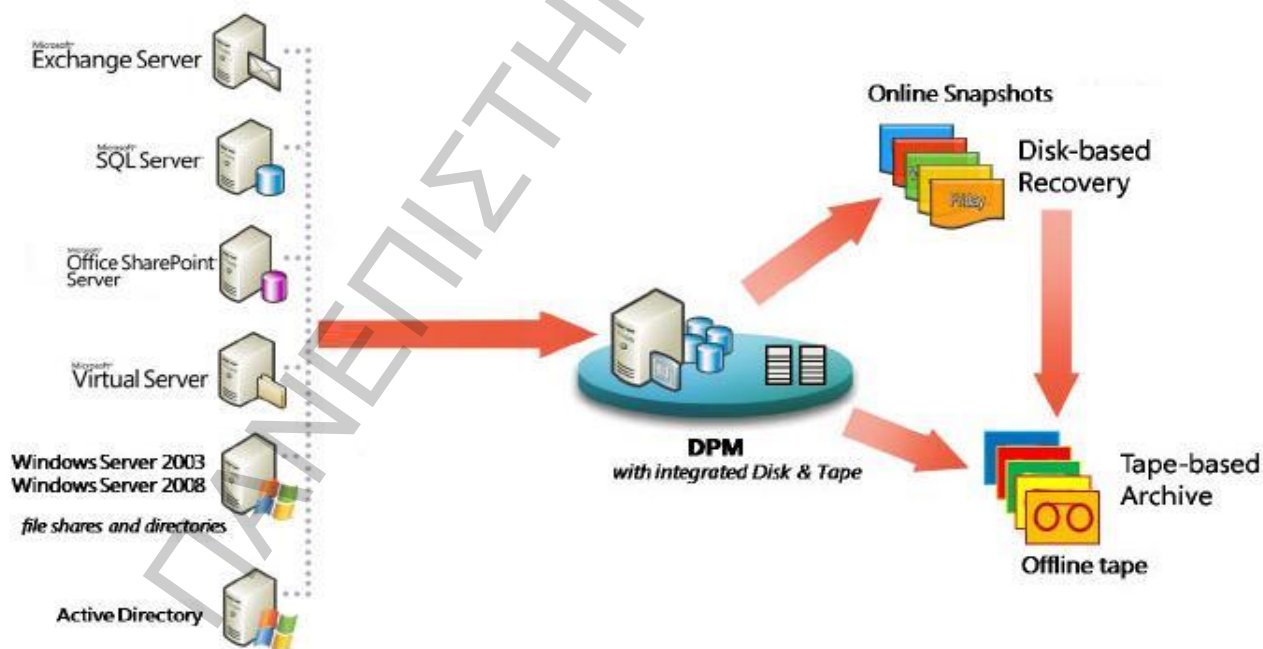 Microsoft
Exchange Server
Microsoft
SQL Server
Microsoft
Office SharePoint
Server
Microsoft
Virtual Server
Windows Server 2003
Windows Server 2008
file shares and directories
Active Directory
DPM
with integrated Disk & Tape
Online Snapshots
Friday
Disk-based
Recovery
Tape-based
Archive
Offline tape
ΠΑΝΕΠΙΣΤΗ